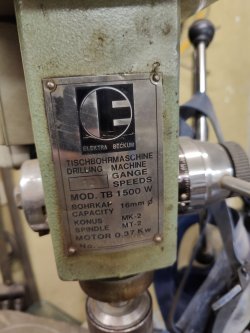 E
ELEKTRA BECKUM
TISCHBOHRMASCHINE
DRILLING MACHINE
GANGE
SPEEDS
MOD. TB 1500 W
BOHRKAP. 16mm ø
CAPACITY
KONUS MK-2
SPINDLE MT-2
MOTOR 0.37 Kw
No.